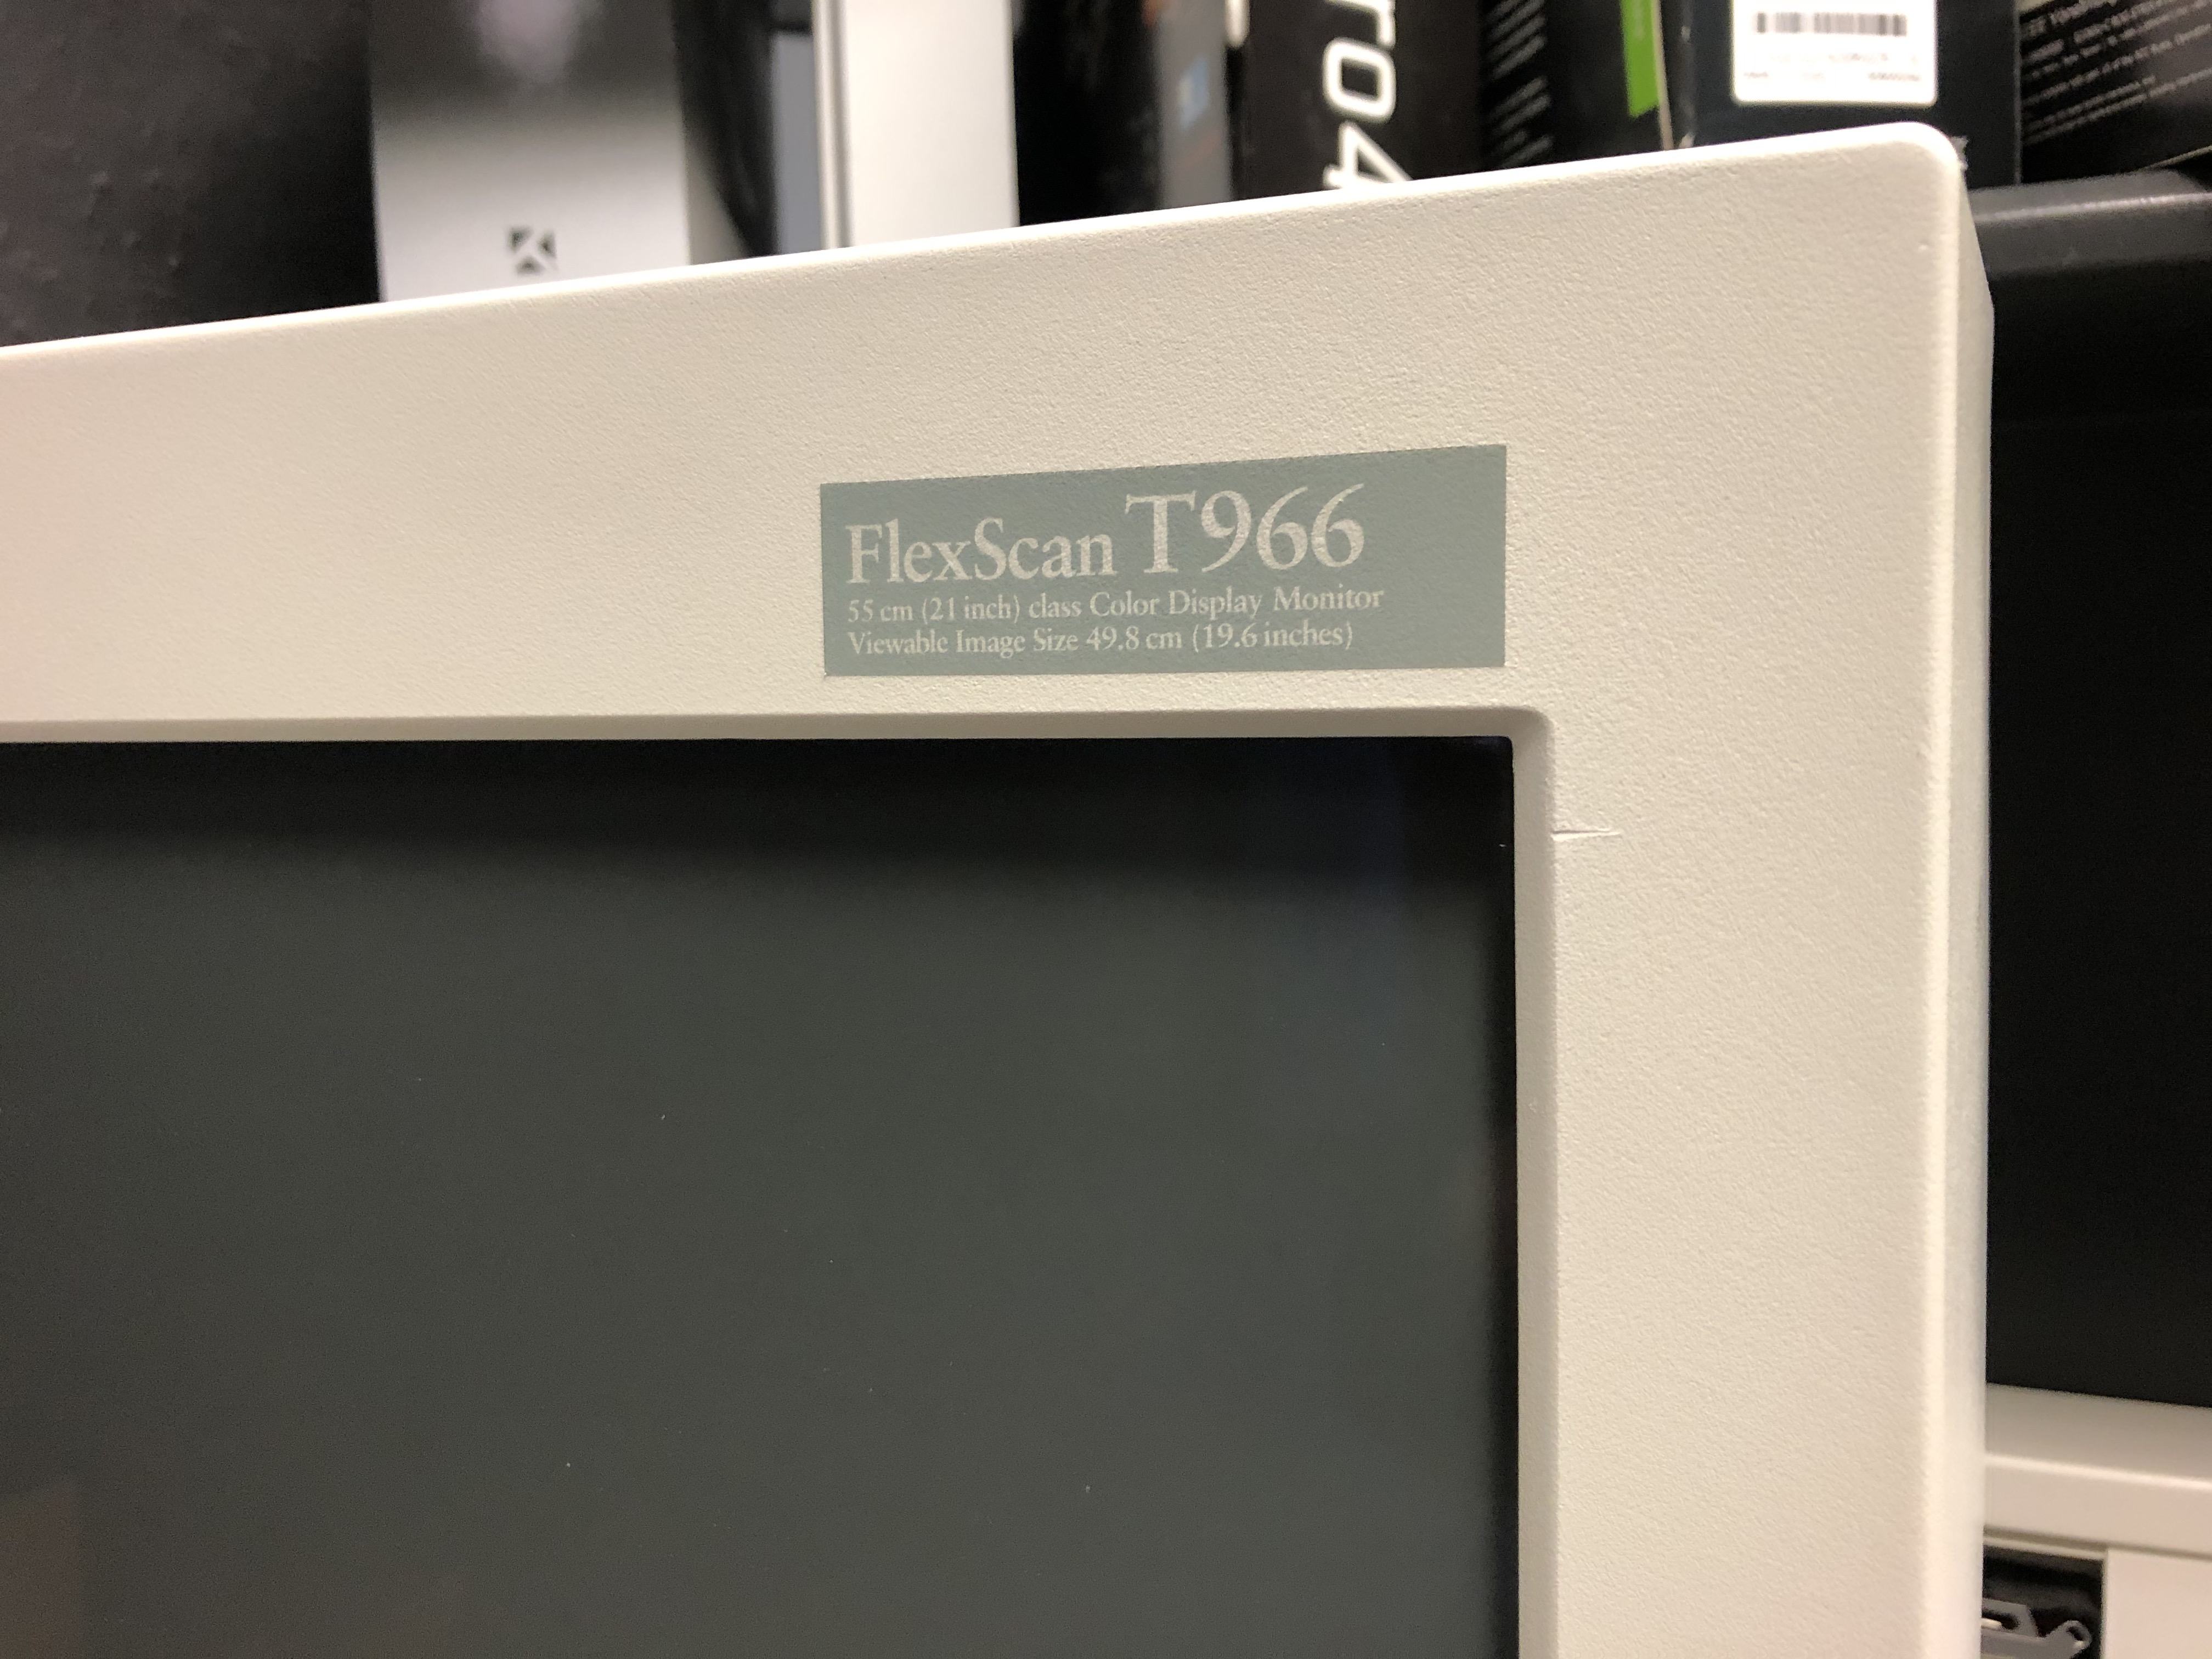 ro4
FlexScan T966
55 cm (21 inch) class Color Display Monitor
Viewable Image Size 49.8 cm (19.6 inches)